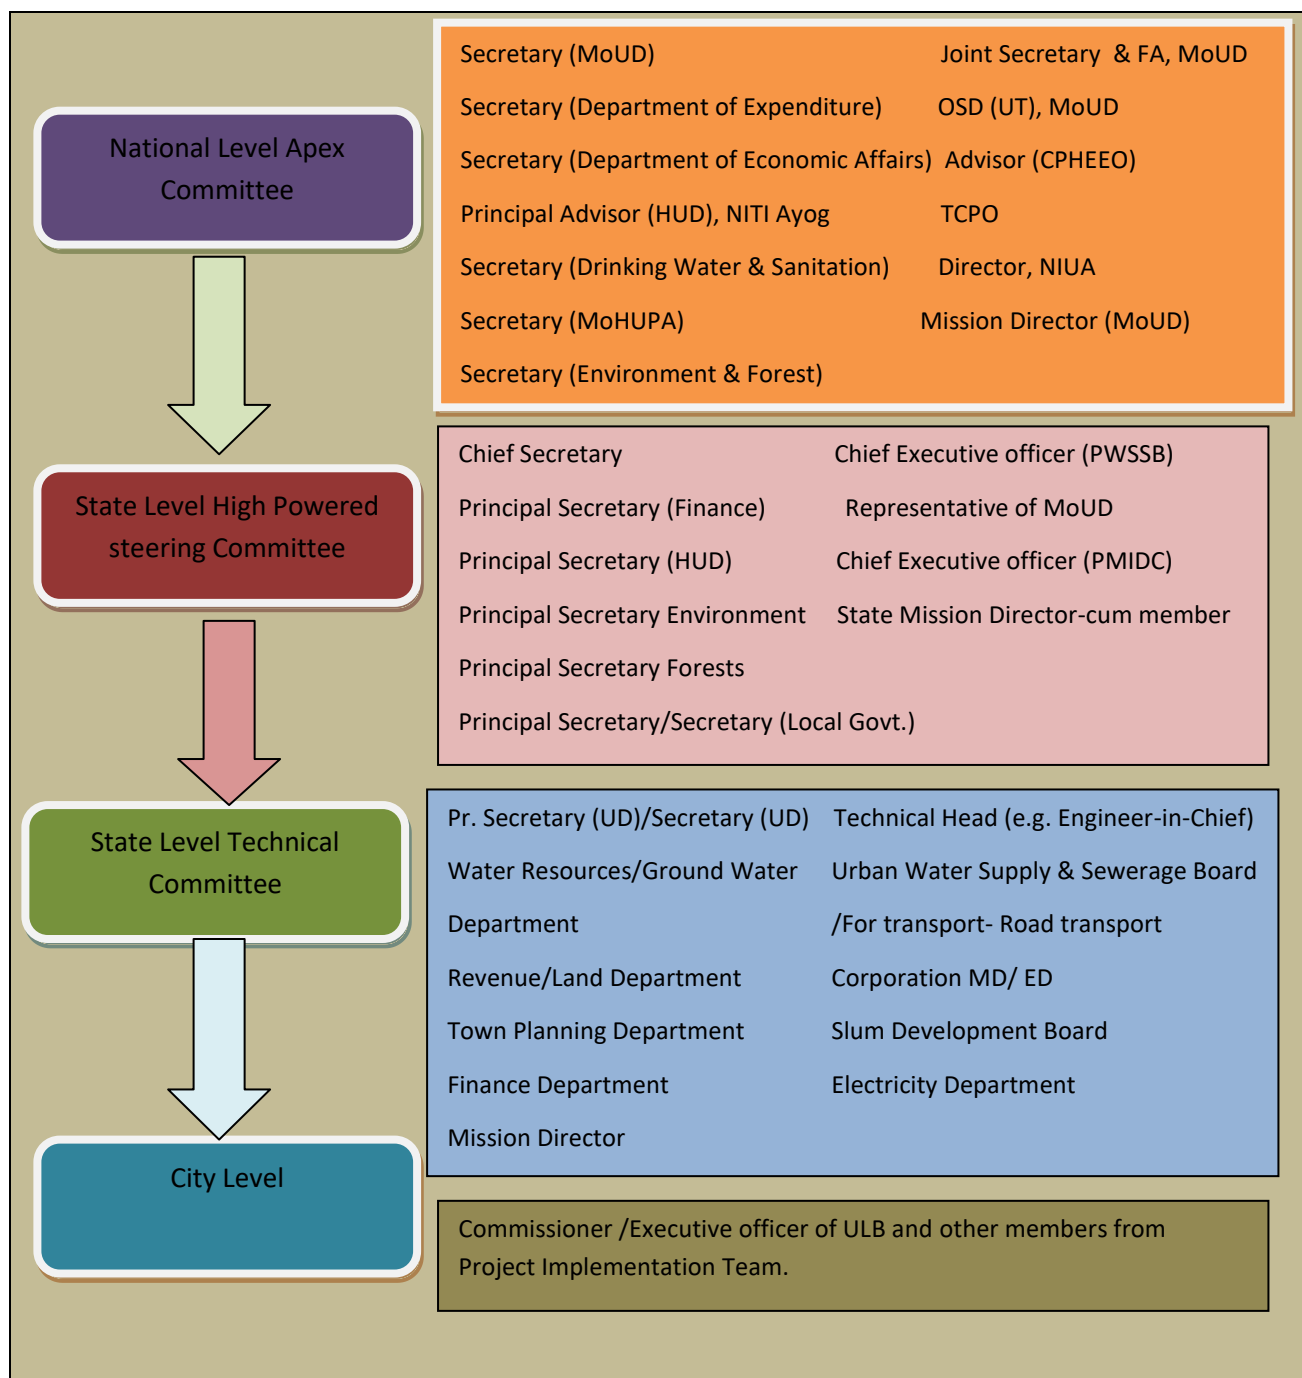 National Level Apex
Committee
Secretary (MoUD) Joint Secretary & FA, MoUD
Secretary (Department of Expenditure) OSD (UT), MoUD
Secretary (Department of Economic Affairs) Advisor (CPHEEO)
Principal Advisor (HUD), NITI Ayog TCPO
Secretary (Drinking Water & Sanitation) Director, NIUA
Secretary (MoHUPA) Mission Director (MoUD)
Secretary (Environment & Forest)
State Level High Powered
steering Committee
Chief Secretary Chief Executive officer (PWSSB)
Principal Secretary (Finance) Representative of MoUD
Principal Secretary (HUD) Chief Executive officer (PMIDC)
Principal Secretary Environment State Mission Director-cum member
Principal Secretary Forests
Principal Secretary/Secretary (Local Govt.)
State Level Technical
Committee
Pr. Secretary (UD)/Secretary (UD) Technical Head (e.g. Engineer-in-Chief)
Water Resources/Ground Water Urban Water Supply & Sewerage Board
Department /For transport- Road transport
Revenue/Land Department Corporation MD/ ED
Town Planning Department Slum Development Board
Finance Department Electricity Department
Mission Director
City Level
Commissioner /Executive officer of ULB and other members from
Project Implementation Team.